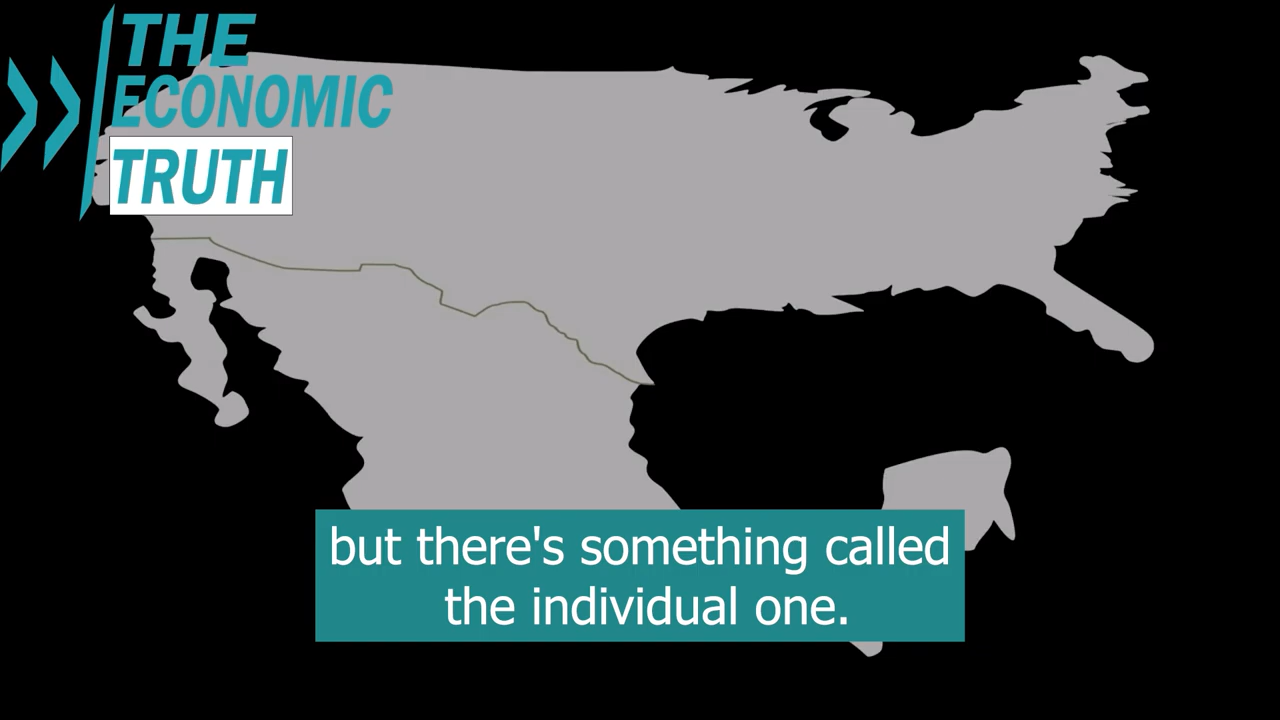 THE
ECONOMIC
TRUTH
but there's something called
the individual one.